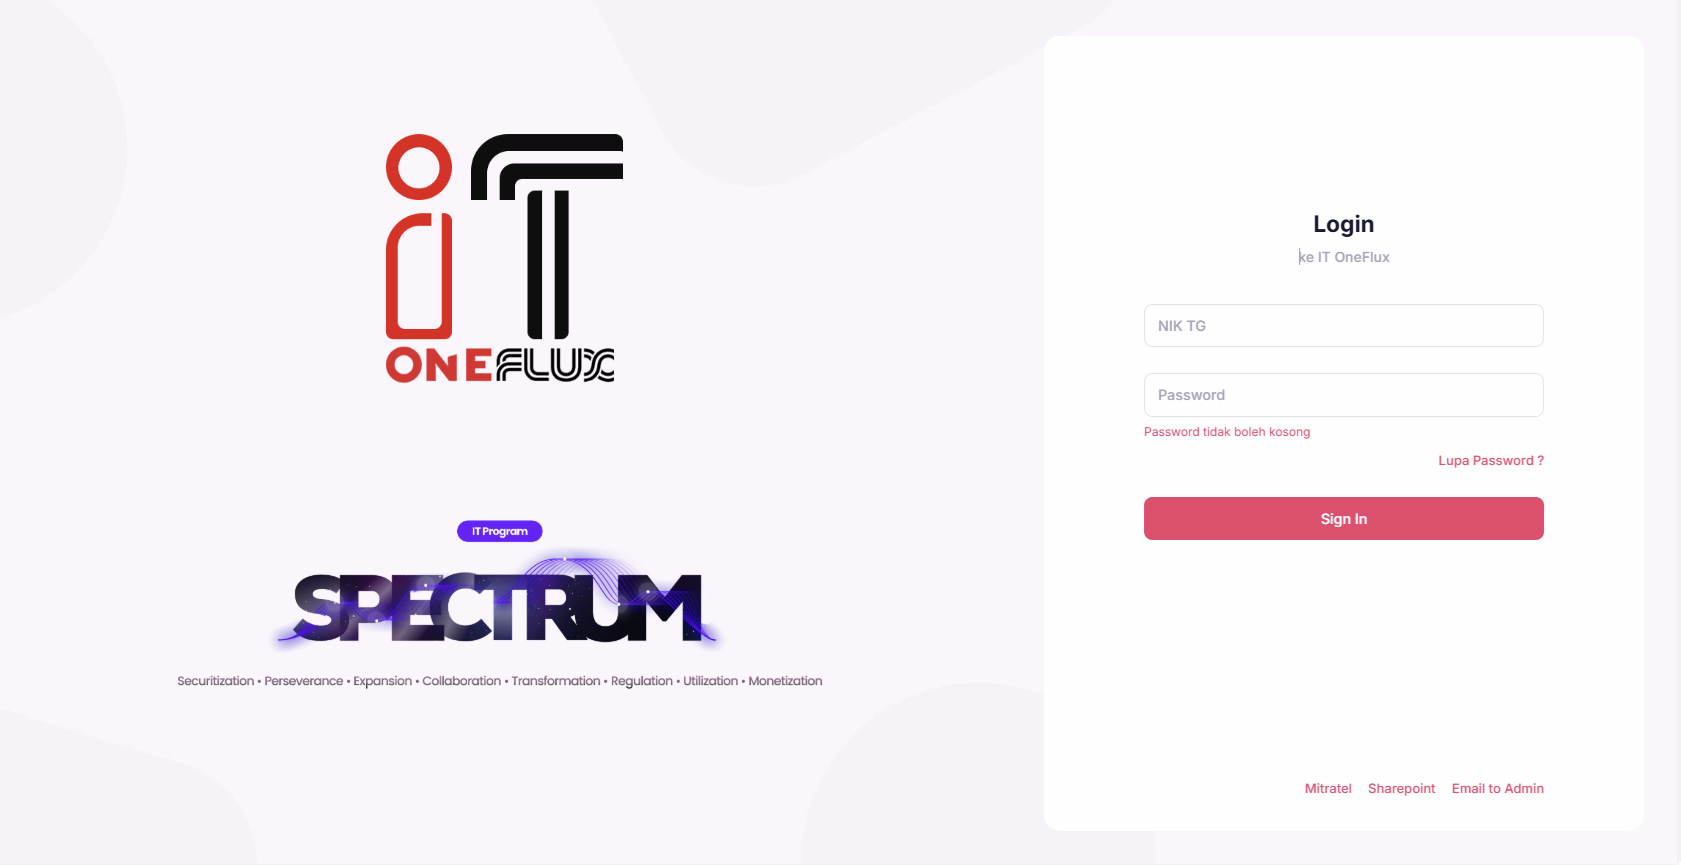 iT
ONEFLUX
IT Program
SPECTRUM
Securitization • Perseverance • Expansion • Collaboration • Transformation • Regulation • Utilization • Monetization
Login
ke IT OneFlux
NIK TG
Password
Password tidak boleh kosong
Lupa Password ?
Sign In
Mitratel Sharepoint Email to Admin